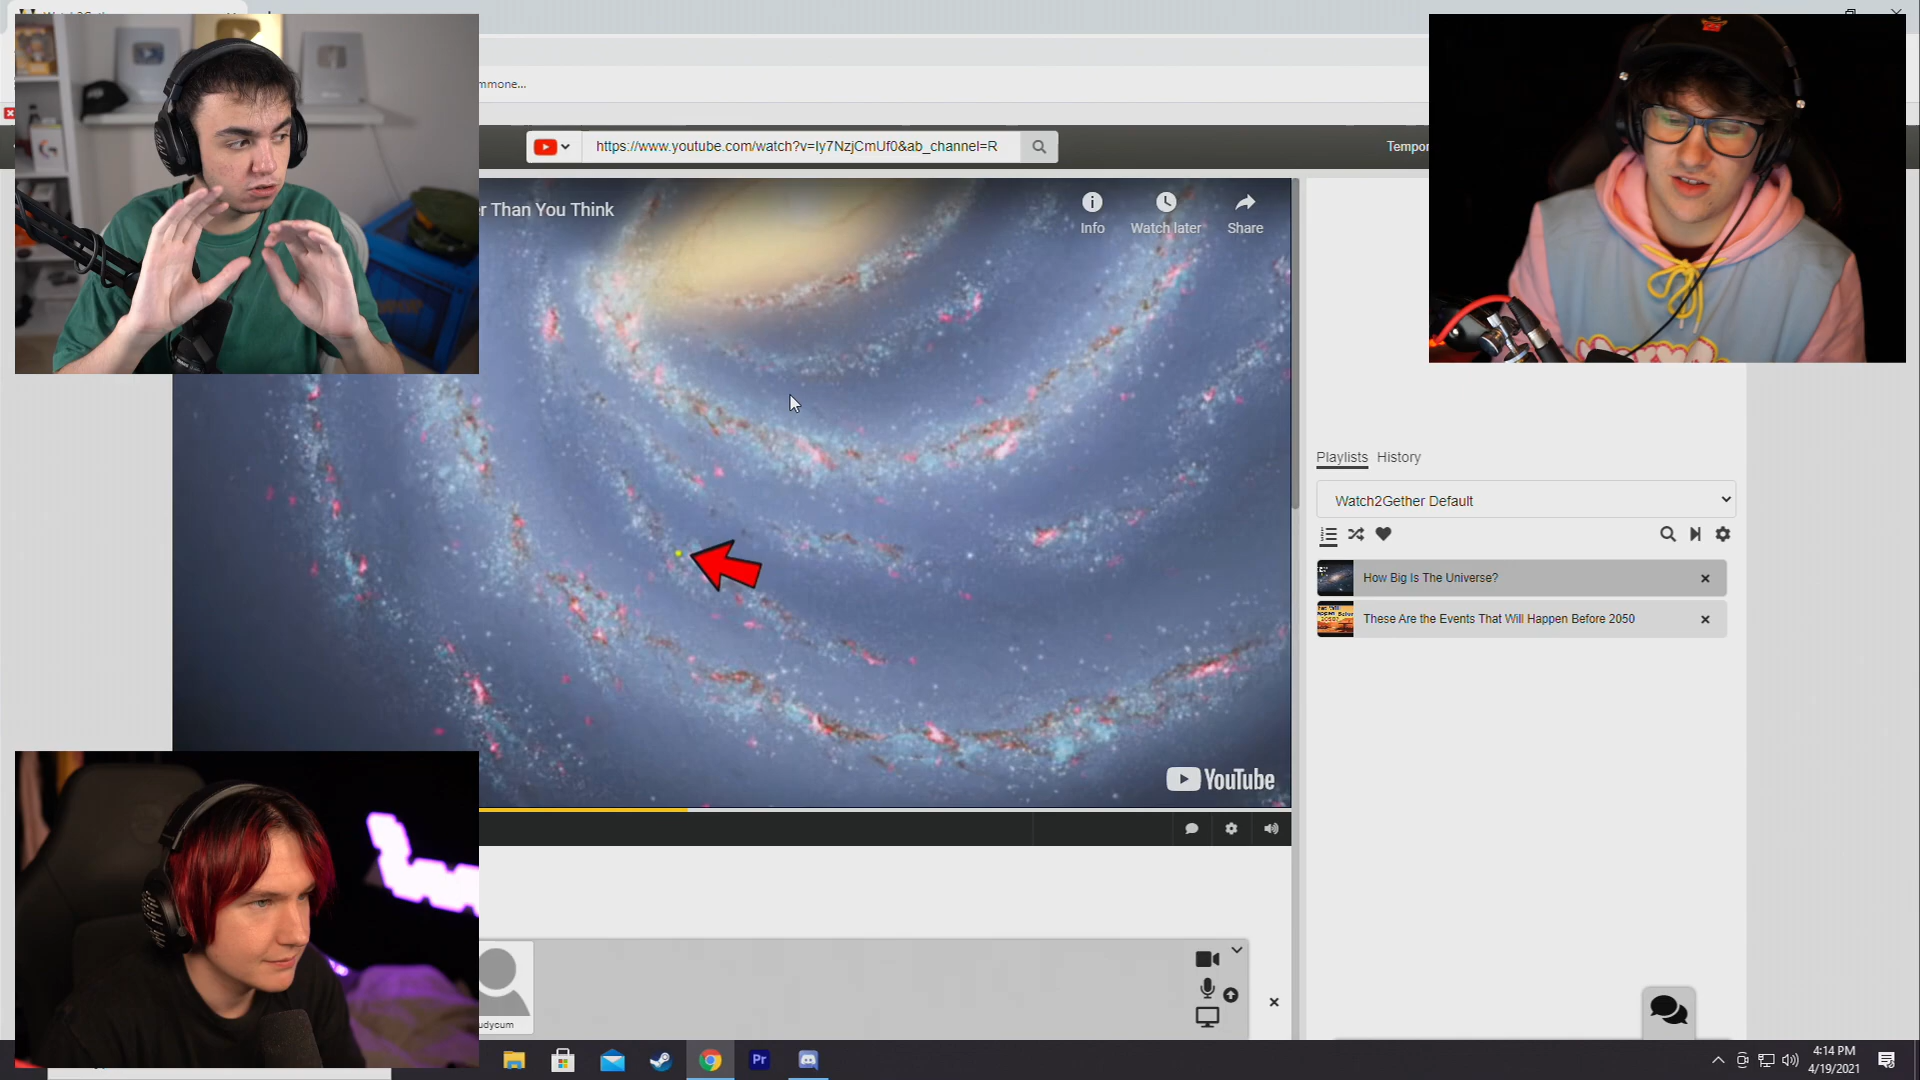 mmone...
https://www.youtube.com/watch?v=Iy7NzjCmUf0&ab_channel=R
Tempor
r Than You Think
Info
Watch later
Share
Playlists
History
Watch2Gether Default
How Big Is The Universe?
These Are the Events That Will Happen Before 2050
YouTube
udycum
Pr
4:14 PM
4/19/2021